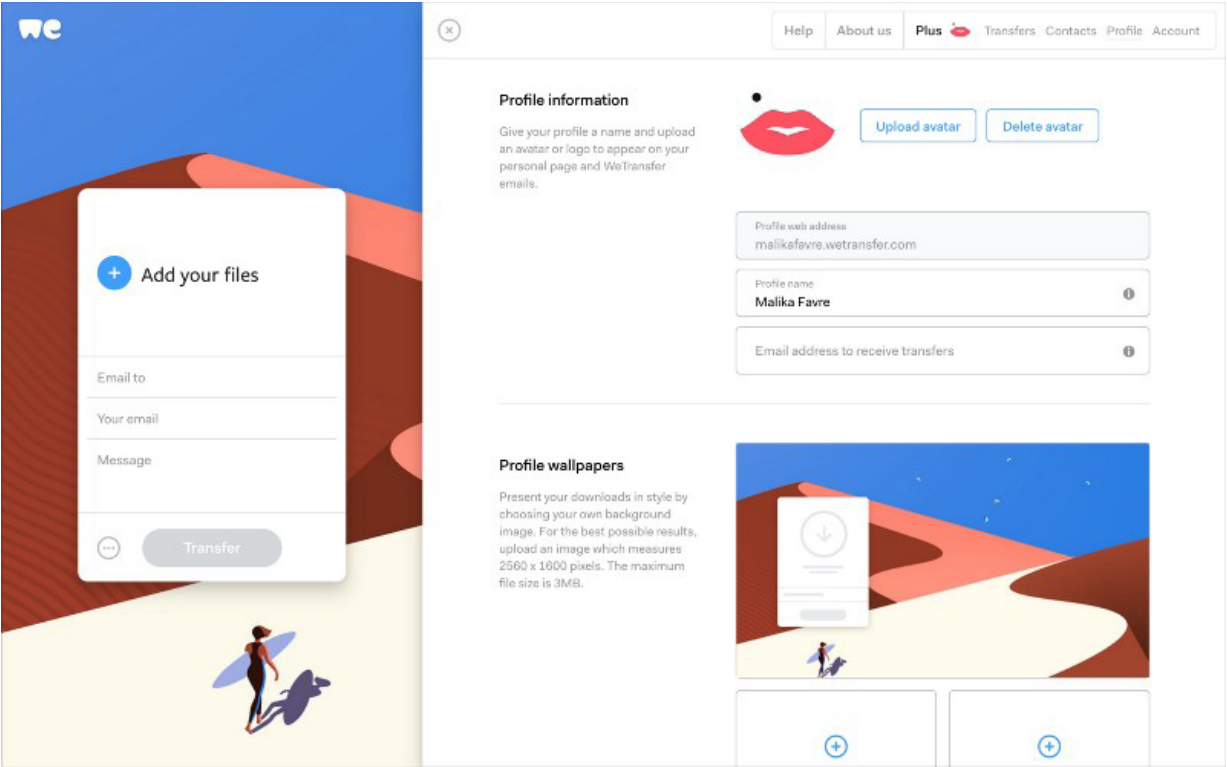 we
Help
About us
Plus
Transfers
Contacts
Profile
Account
Add your files
Email to
Your email
Message
Transfer
Profile information
Give your profile a name and upload
an avatar or logo to appear on your
personal page and WeTransfer
emails.
Upload avatar
Delete avatar
Profile web address
malikafavre.wetransfer.com
Profile name
Malika Favre
Email address to receive transfers
Profile wallpapers
Present your downloads in style by
choosing your own background
image. For the best possible results,
upload an image which measures
2560 x 1600 pixels. The maximum
file size is 3MB.